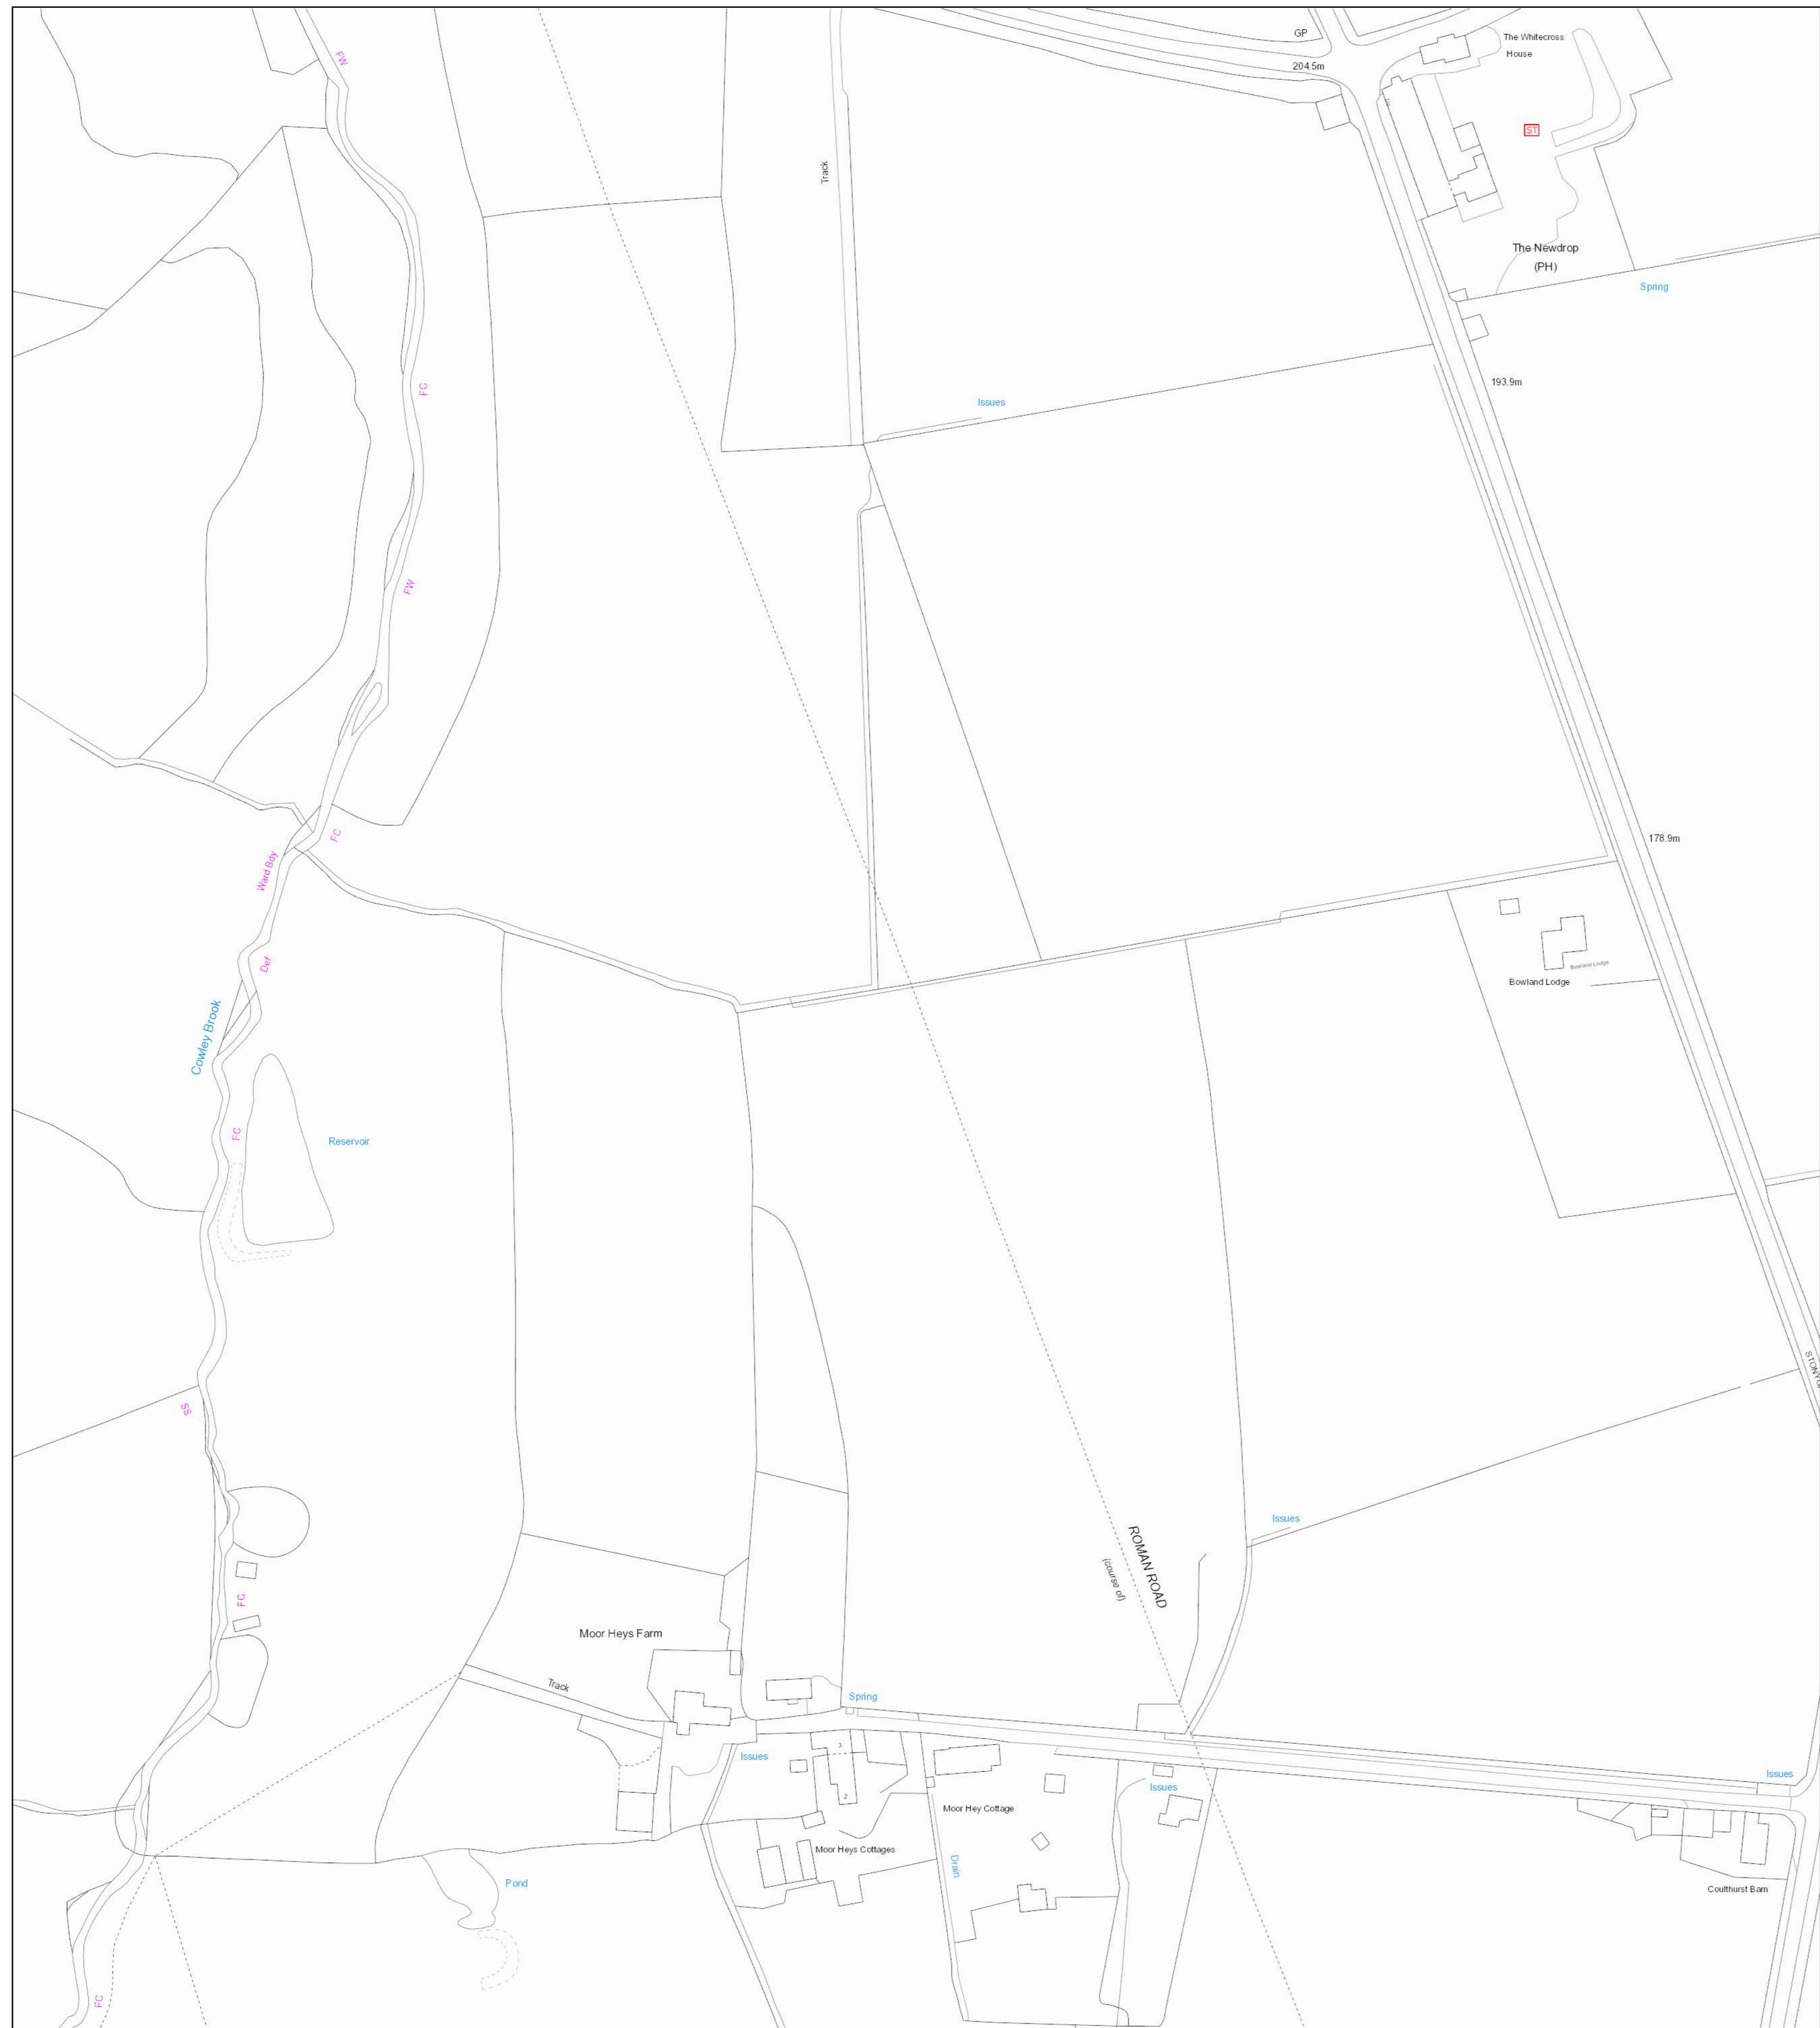 GP
The Whitecross
House
FW
204.5m
ST
Track
The Newdrop
(PH)
Spring
193.9m
FC
Issues
FW
FC
178.9m
Ward Bdy
Def
Bowland Lodge
Bowland Lodge
Cowley Brook
FC
Reservoir
SS
Issues
ROMAN ROAD
(course of)
FC
Moor Heys Farm
Track
Spring
3
Issues
Issues
Issues
2
Moor Hey Cottage
Moor Heys Cottages
Drain
Pond
Coulthurst Barn
FC